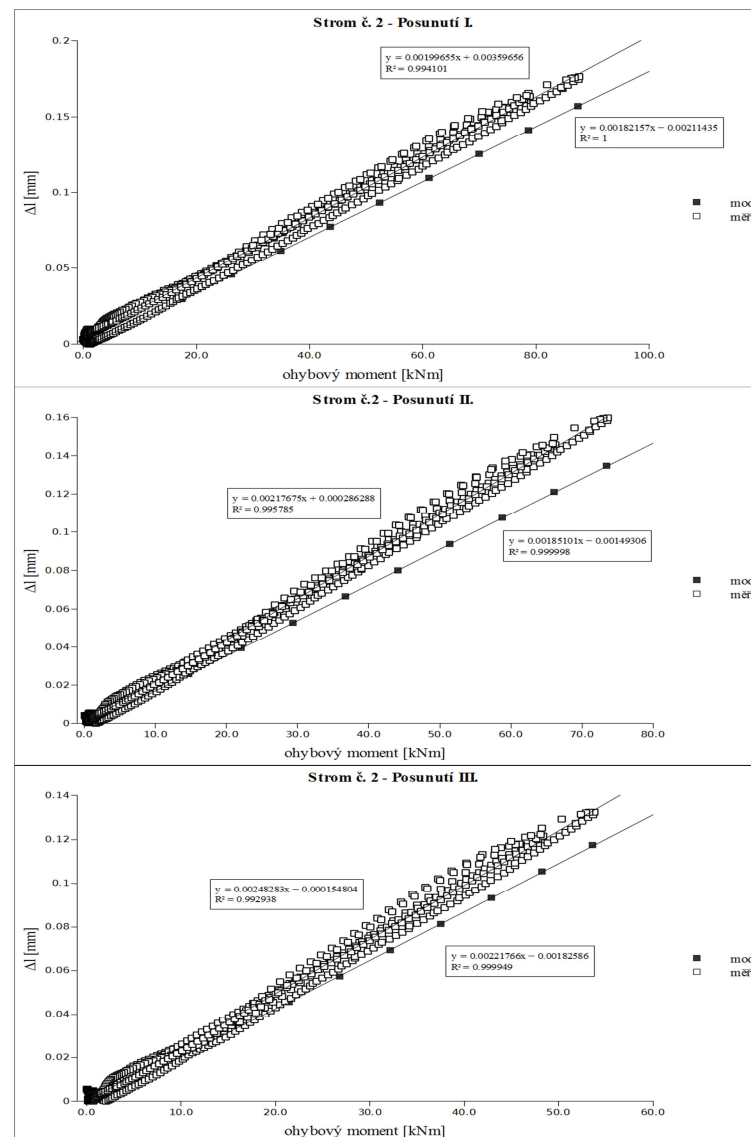 Strom č. 2 - Posunutí I.
0.2
y = 0.00199655x + 0.00359656
R² = 0.994101
0.15
y = 0.00182157x − 0.00211435
R² = 1
Δl [mm]
0.1
0.05
0
0.0 20.0 40.0 60.0 80.0 100.0
ohybový moment [kNm]
Strom č.2 - Posunutí II.
0.16
0.14
0.12
y = 0.00217675x + 0.000286288
R² = 0.995785
0.1
y = 0.00185101x − 0.00149306
R² = 0.999998
Δl [mm]
0.08
0.06
0.04
0.02
0
0.0 10.0 20.0 30.0 40.0 50.0 60.0 70.0 80.0
ohybový moment [kNm]
Strom č. 2 - Posunutí III.
0.14
0.12
0.1
y = 0.00248283x − 0.000154804
R² = 0.992938
Δl [mm]
0.08
y = 0.00221766x − 0.00182586
R² = 0.999949
0.06
0.04
0.02
0
0.0 10.0 20.0 30.0 40.0 50.0 60.0
ohybový moment [kNm]